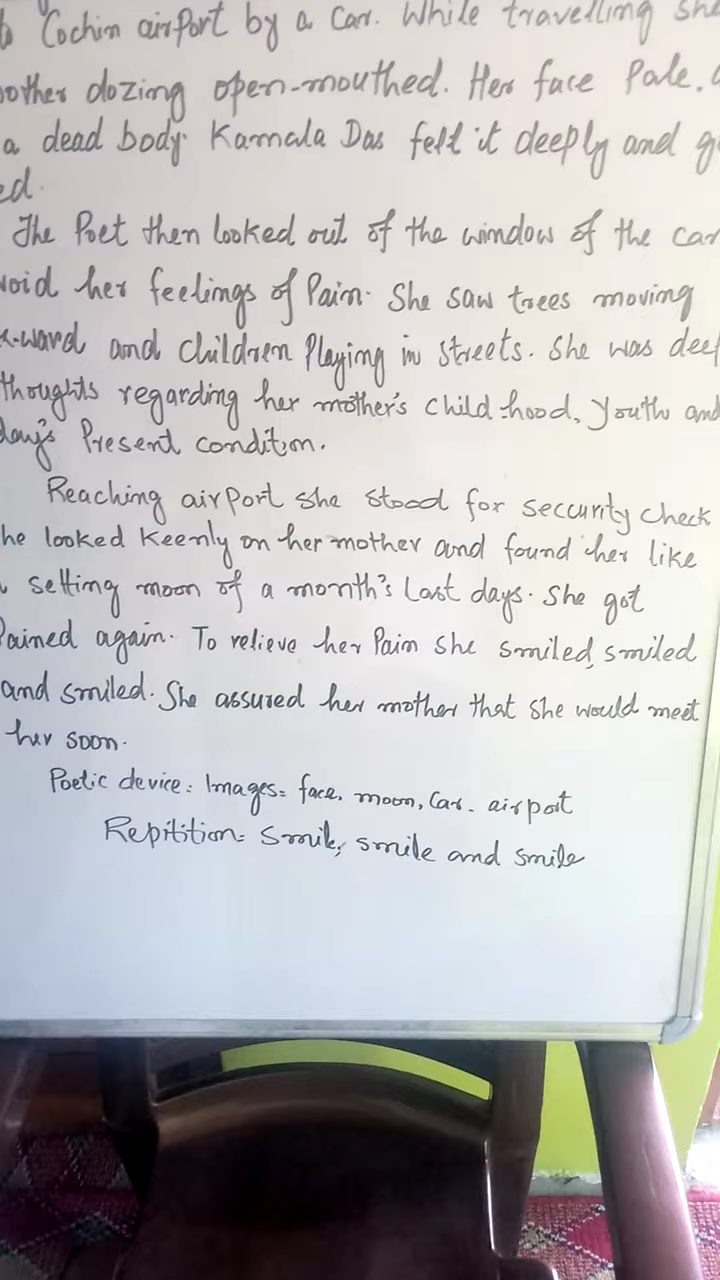 Cochin airport by a Car. While travelling She
other dozing open-mouthed. Her face Pale.
a dead body. Kamala Das felt it deeply and g
ed.
The Poet then looked out of the window of the car
void her feelings of Pain. She saw trees moving
ward and children Playing in streets. She was deep
thoughts regarding her mother's child-hood, Youth and
day's Present condition.
Reaching airport she stood for security check
he looked keenly on her mother and found her like
setting moon of a month's last days. She got
Pained again. To relieve her Pain she smiled, smiled
and smiled. She assured her mother that she would meet
her soon.
Poetic device: Images= face, moon, Car. airport
Repitition= Smile, smile and smile